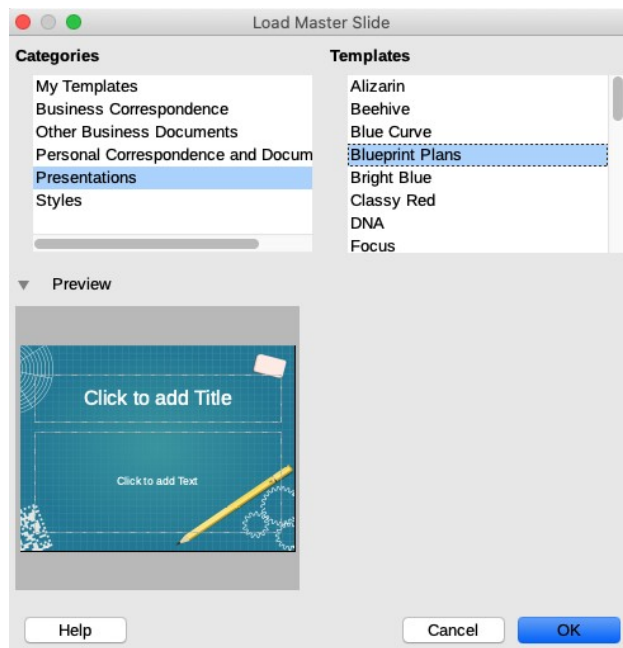 Load Master Slide
Categories
My Templates
Business Correspondence
Other Business Documents
Personal Correspondence and Docum
Presentations
Styles
Templates
Alizarin
Beehive
Blue Curve
Blueprint Plans
Bright Blue
Classy Red
DNA
Focus
Preview
Click to add Title
Click to add Text
Help
Cancel
OK